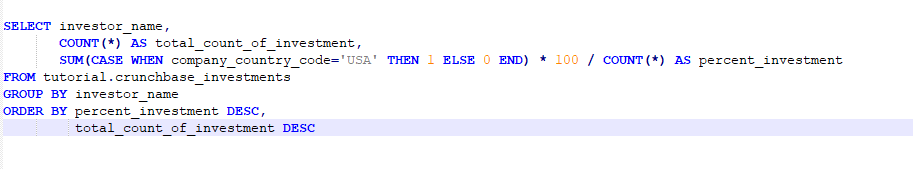 SELECT investor_name,
COUNT(*) AS total_count_of_investment,
SUM(CASE WHEN company_country_code='USA' THEN 1 ELSE 0 END) * 100 / COUNT(*) AS percent_investment
FROM tutorial.crunchbase_investments
GROUP BY investor_name
ORDER BY percent_investment DESC,
total_count_of_investment DESC